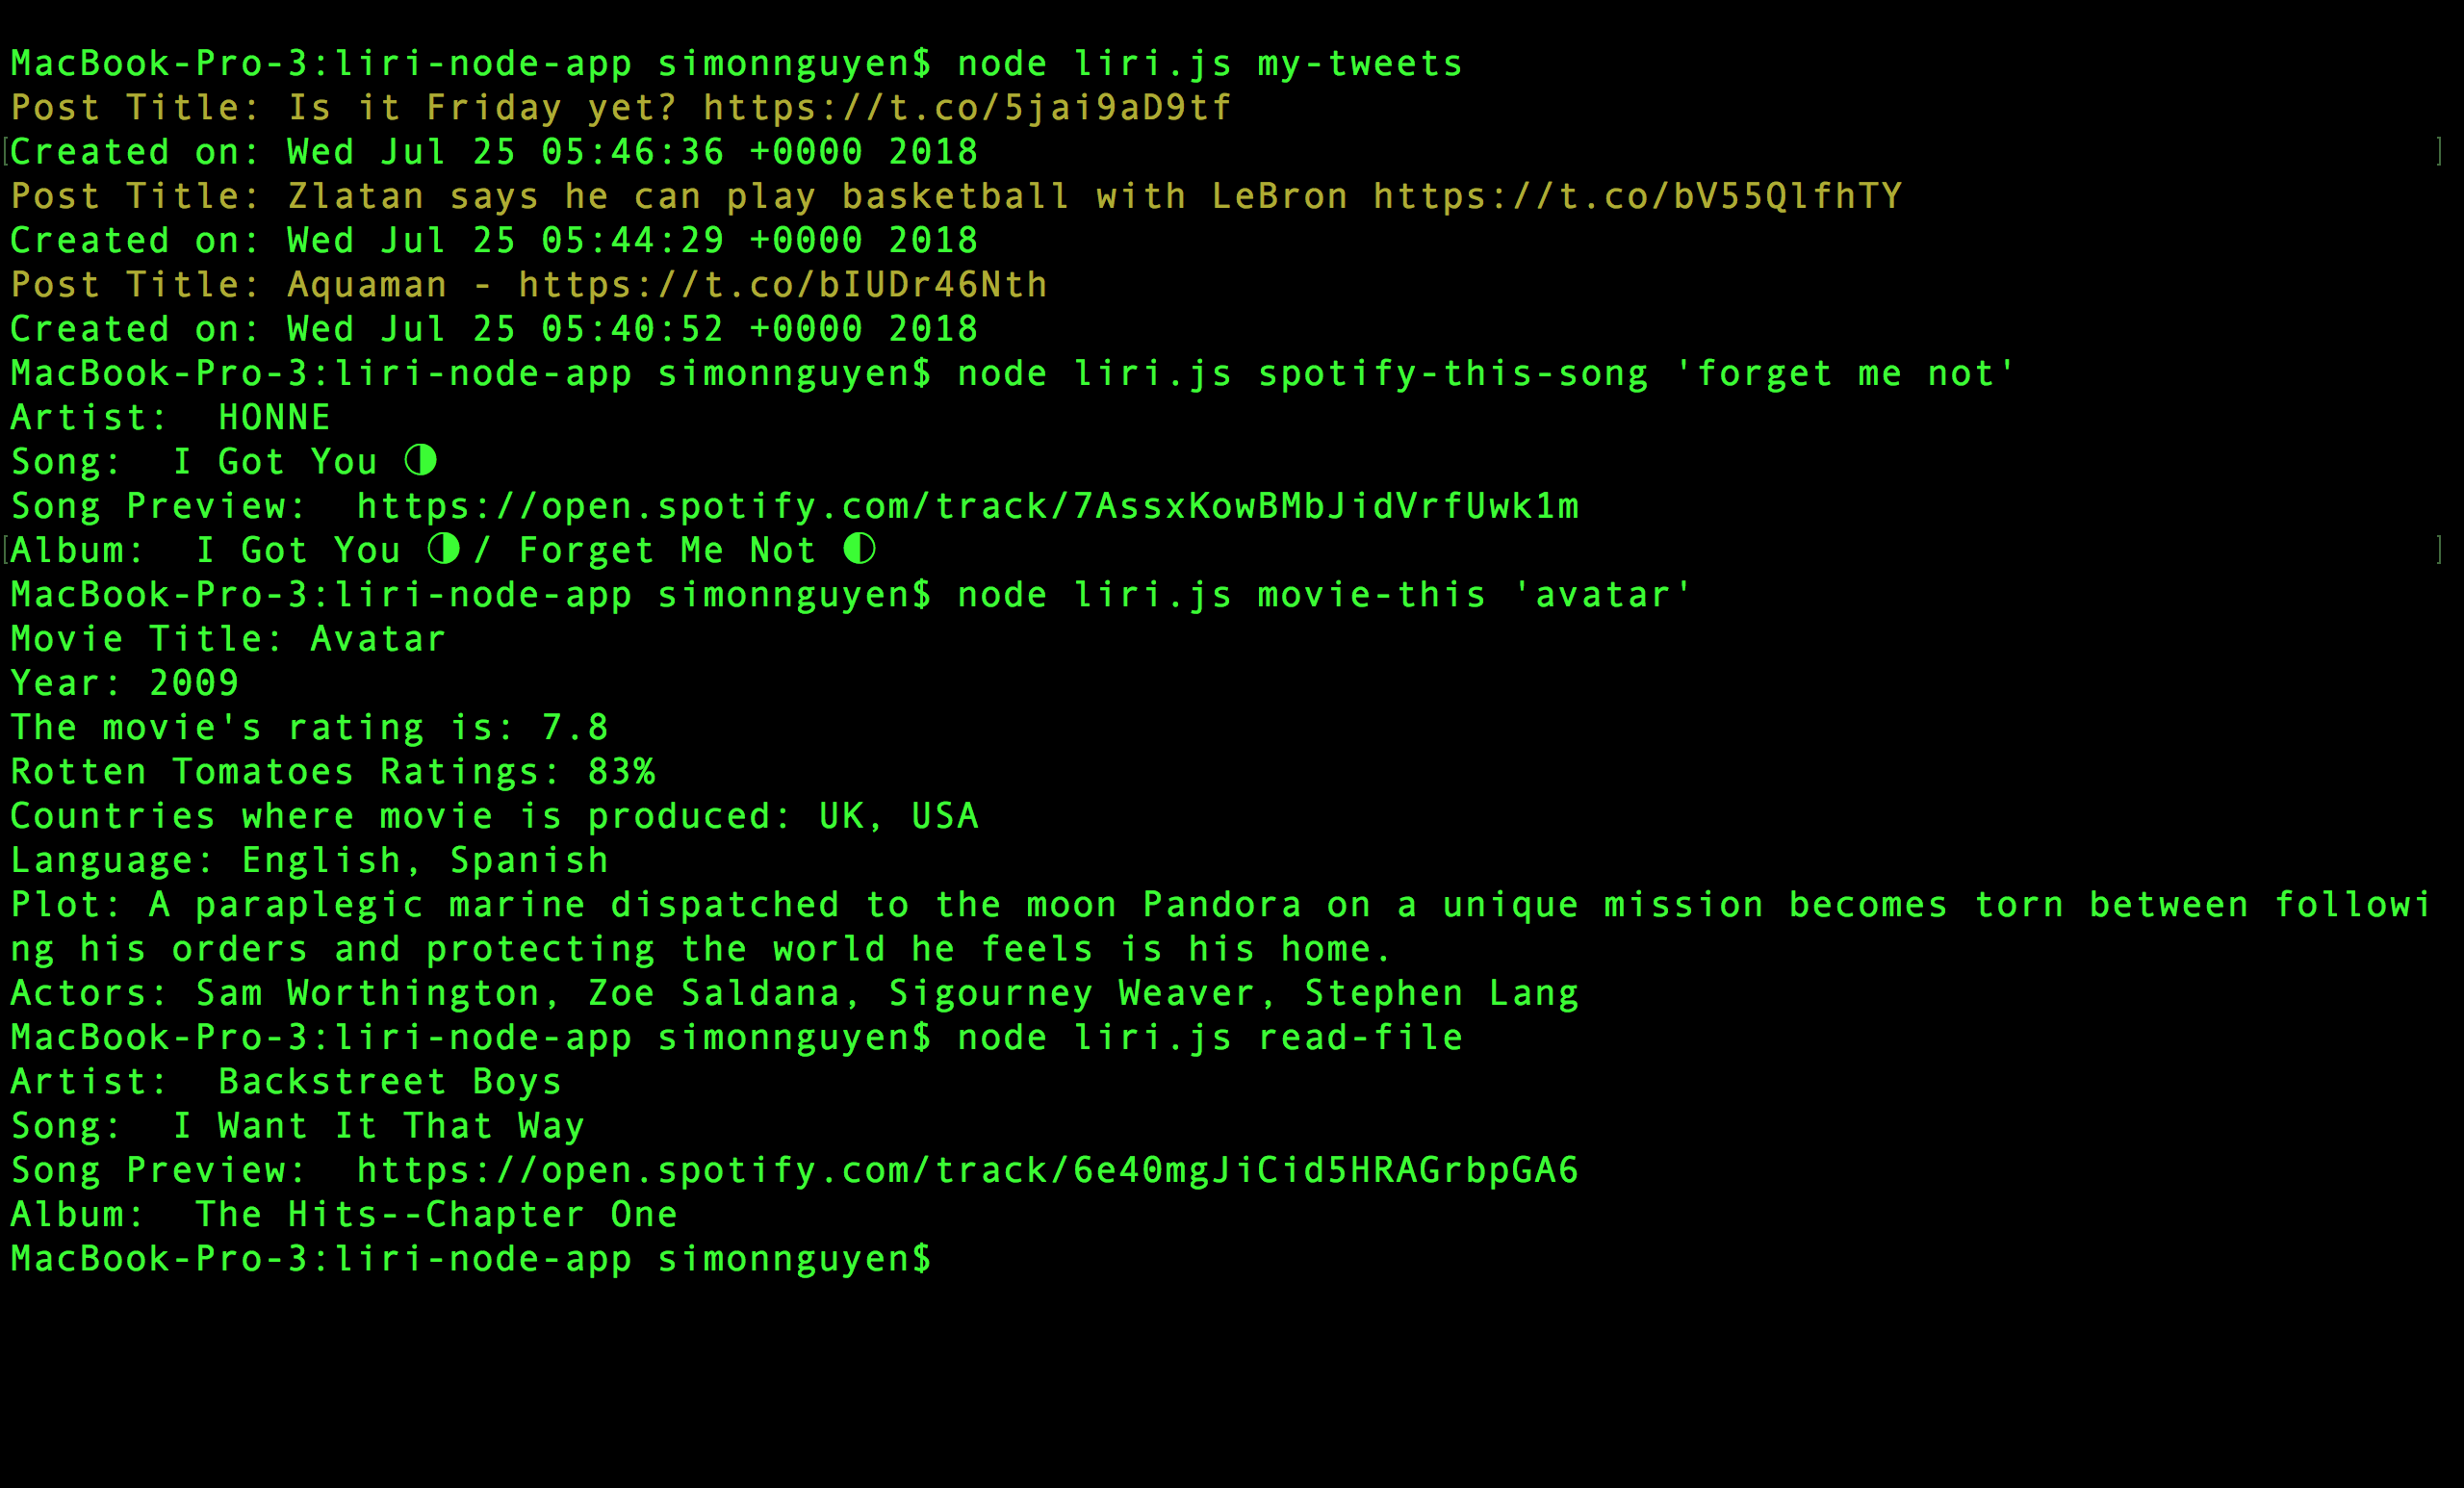 MacBook-Pro-3:liri-node-app simonnguyen$ node liri.js my-tweets
Post Title: Is it Friday yet? https://t.co/5jai9aD9tf
[Created on: Wed Jul 25 05:46:36 +0000 2018 ]
Post Title: Zlatan says he can play basketball with LeBron https://t.co/bV55QlfhTY
Created on: Wed Jul 25 05:44:29 +0000 2018
Post Title: Aquaman - https://t.co/bIUDr46Nth
Created on: Wed Jul 25 05:40:52 +0000 2018
MacBook-Pro-3:liri-node-app simonnguyen$ node liri.js spotify-this-song 'forget me not'
Artist:  HONNE
Song:  I Got You ◑
Song Preview:  https://open.spotify.com/track/7AssxKowBMbJidVrfUwk1m
[Album:  I Got You ◑ / Forget Me Not ◐ ]
MacBook-Pro-3:liri-node-app simonnguyen$ node liri.js movie-this 'avatar'
Movie Title: Avatar
Year: 2009
The movie's rating is: 7.8
Rotten Tomatoes Ratings: 83%
Countries where movie is produced: UK, USA
Language: English, Spanish
Plot: A paraplegic marine dispatched to the moon Pandora on a unique mission becomes torn between followi
ng his orders and protecting the world he feels is his home.
Actors: Sam Worthington, Zoe Saldana, Sigourney Weaver, Stephen Lang
MacBook-Pro-3:liri-node-app simonnguyen$ node liri.js read-file
Artist:  Backstreet Boys
Song:  I Want It That Way
Song Preview:  https://open.spotify.com/track/6e40mgJiCid5HRAGrbpGA6
Album:  The Hits--Chapter One
MacBook-Pro-3:liri-node-app simonnguyen$